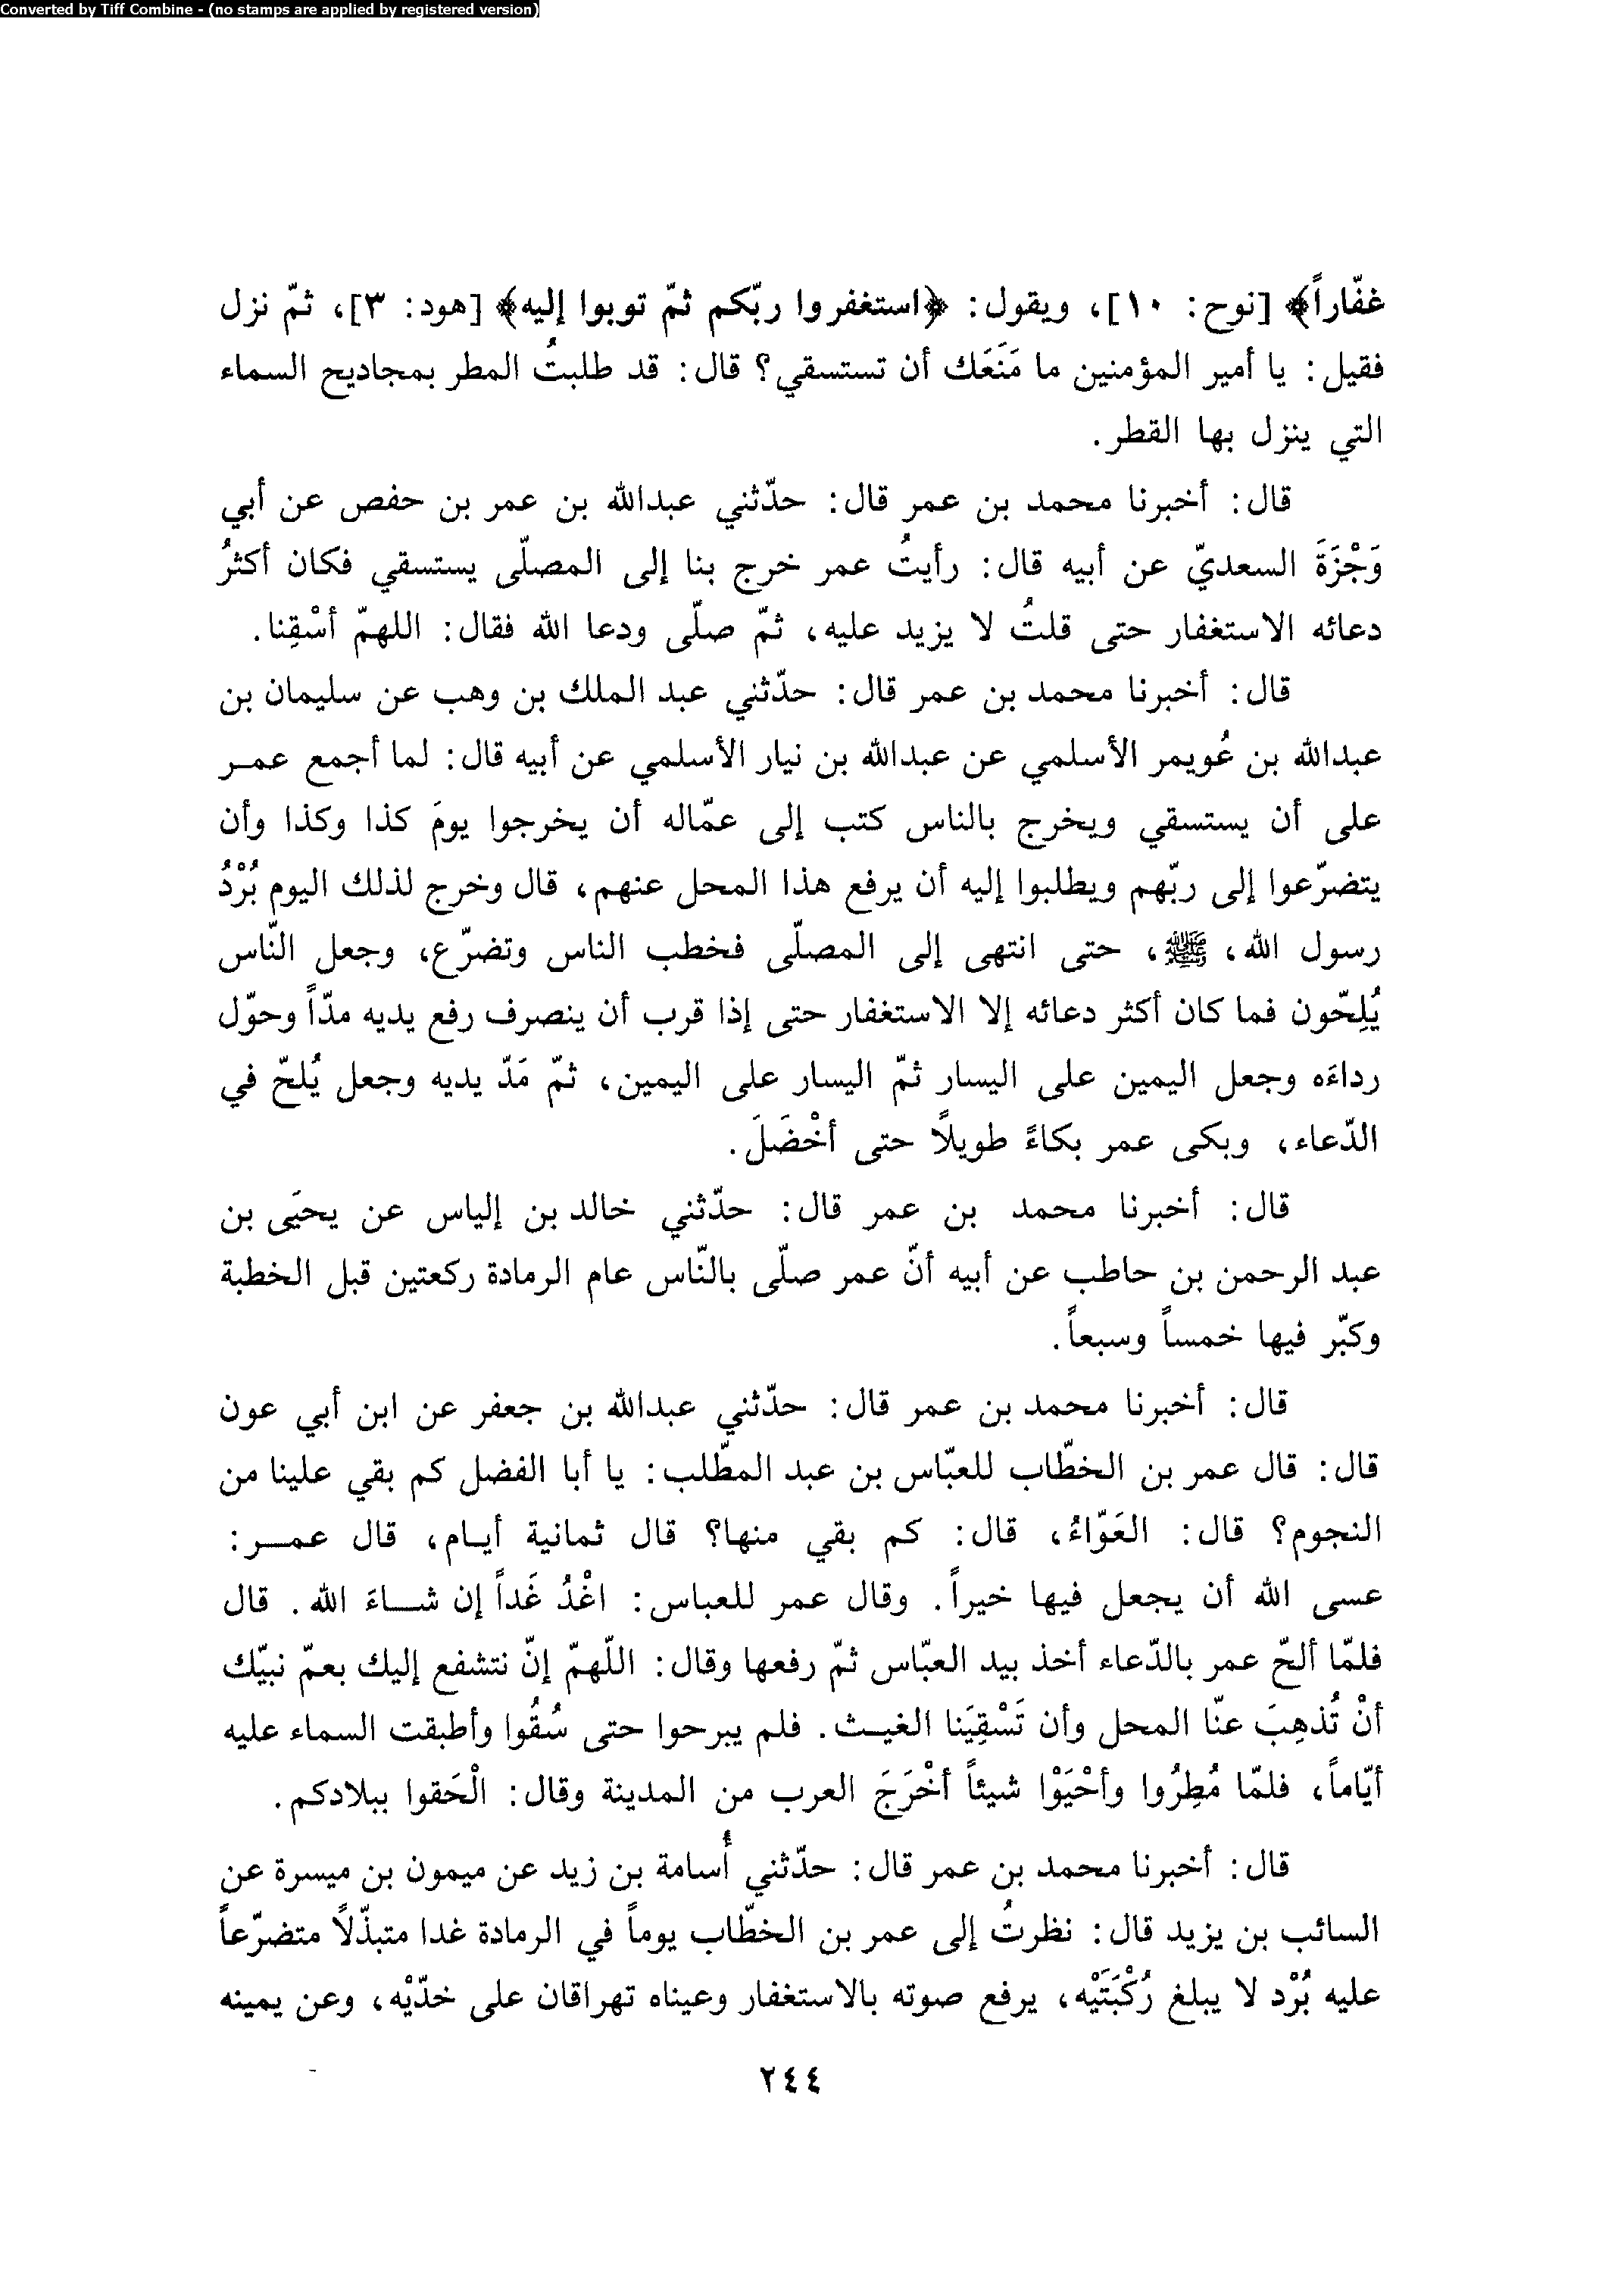 Converted by Tiff Combine - (no stamps are applied by registered version)
غفّاراً﴾ [نوح: ١٠]، ويقول: ﴿استغفروا ربّكم ثمّ توبوا إليه﴾ [هود: ٣]، ثمّ نزل
فقيل: يا أمير المؤمنين ما مَنَعَك أن تستسقي؟ قال: قد طلبتُ المطر بمجاديح السماء
التي ينزل بها القطر.
قال: أخبرنا محمد بن عمر قال: حدّثني عبدالله بن عمر بن حفص عن أبي
وَجْزَةَ السعديّ عن أبيه قال: رأيتُ عمر خرج بنا إلى المصلّى يستسقي فكان أكثرُ
دعائه الاستغفار حتى قلتُ لا يزيد عليه، ثمّ صلّى ودعا الله فقال: اللهمّ أسْقِنا.
قال: أخبرنا محمد بن عمر قال: حدّثني عبد الملك بن وهب عن سليمان بن
عبدالله بن عُويمر الأسلمي عن عبدالله بن نيار الأسلمي عن أبيه قال: لما أجمع عمـر
على أن يستسقي ويخرج بالناس كتب إلى عمّاله أن يخرجوا يومَ كذا وكذا وأن
يتضرّعوا إلى ربّهم ويطلبوا إليه أن يرفع هذا المحل عنهم، قال وخرج لذلك اليوم بُرْدُ
رسول الله، ﷺ، حتى انتهى إلى المصلّى فخطب الناس وتضرّع، وجعل النّاس
يُلِحّون فما كان أكثر دعائه إلا الاستغفار حتى إذا قرب أن ينصرف رفع يديه مدّاً وحوّل
رداءَه وجعل اليمين على اليسار ثمّ اليسار على اليمين، ثمّ مَدّ يديه وجعل يُلحّ في
الدّعاء، وبكى عمر بكاءً طويلاً حتى أخْضَلَ.
قال: أخبرنا محمد بن عمر قال: حدّثني خالد بن إلياس عن يحيَى بن
عبد الرحمن بن حاطب عن أبيه أنّ عمر صلّى بالنّاس عام الرمادة ركعتين قبل الخطبة
وكبّر فيها خمساً وسبعاً.
قال: أخبرنا محمد بن عمر قال: حدّثني عبدالله بن جعفر عن ابن أبي عون
قال: قال عمر بن الخطّاب للعبّاس بن عبد المطّلب: يا أبا الفضل كم بقي علينا من
النجوم؟ قال: العَوّاءُ، قال: كم بقي منها؟ قال ثمانية أيـام، قال عمـــر:
عسى الله أن يجعل فيها خيراً. وقال عمر للعباس: اغْدُ غَداً إن شــاءَ الله. قال
فلمّا ألحّ عمر بالدّعاء أخذ بيد العبّاس ثمّ رفعها وقال: اللّهمّ إنّ نتشفع إليك بعمّ نبيّك
أنْ تُذهِبَ عنّا المحل وأن تَسْقِيَنا الغيـث. فلم يبرحوا حتى سُقُوا وأطبقت السماء عليه
أيّاماً، فلمّا مُطِرُوا وأحْيَوْا شيئاً أخْرَجَ العرب من المدينة وقال: الْحَقوا ببلادكم.
قال: أخبرنا محمد بن عمر قال: حدّثني أُسامة بن زيد عن ميمون بن ميسرة عن
السائب بن يزيد قال: نظرتُ إلى عمر بن الخطّاب يوماً في الرمادة غدا متبذّلاً متضرّعاً
عليه بُرْد لا يبلغ رُكْبَتَيْه، يرفع صوته بالاستغفار وعيناه تهراقان على خدّيْه، وعن يمينه
٢٤٤